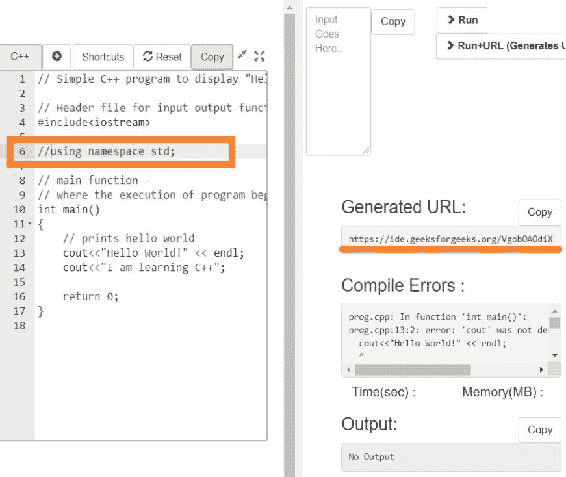 C++
Shortcuts
Reset
Copy
1 // Simple C++ program to display "Hel
2
3 // Header file for input output funct
4 #include<iostream>
6 //using namespace std;
7
8 // main function -
9 // where the execution of program beg
10 int main()
11 {
12 // prints hello world
13 cout<<"Hello World!" << endl;
14 cout<<"I am learning C++";
15
16 return 0;
17 }
18
Input
Goes
Here..
Copy
Run
Run+URL (Generates U
Generated URL:
Copy
https://ide.geeksforgeeks.org/VgobOAOdiX
Compile Errors :
prog.cpp: In function 'int main()':
prog.cpp:13:2: error: 'cout' was not de
cout<<"Hello World!" << endl;
^
Time(sec) :
Memory(MB) :
Output:
Copy
No Output